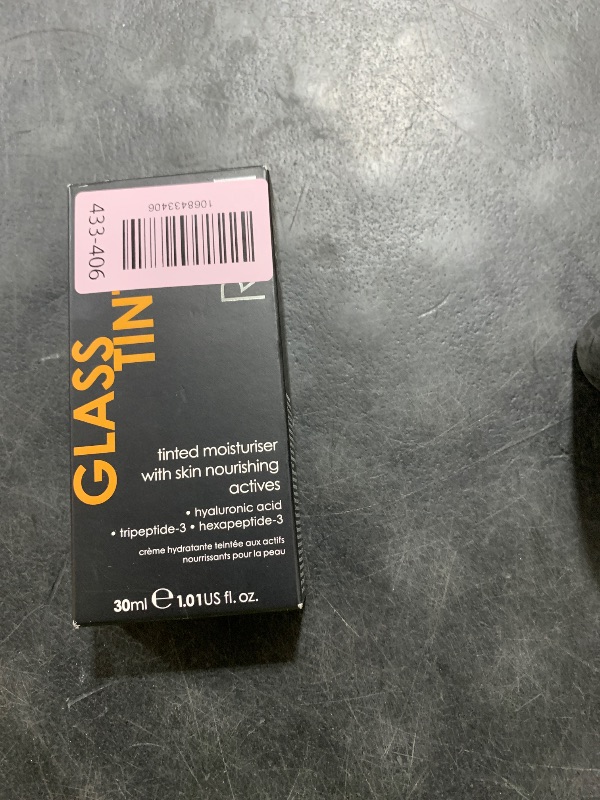 433-406
1068433406
GLASS
TIN
tinted moisturiser
with skin nourishing
actives
• hyaluronic acid
• tripeptide-3 • hexapeptide-3
crème hydratante teintée aux actifs
nourrissants pour la peau
30ml e 1.01US fl. oz.